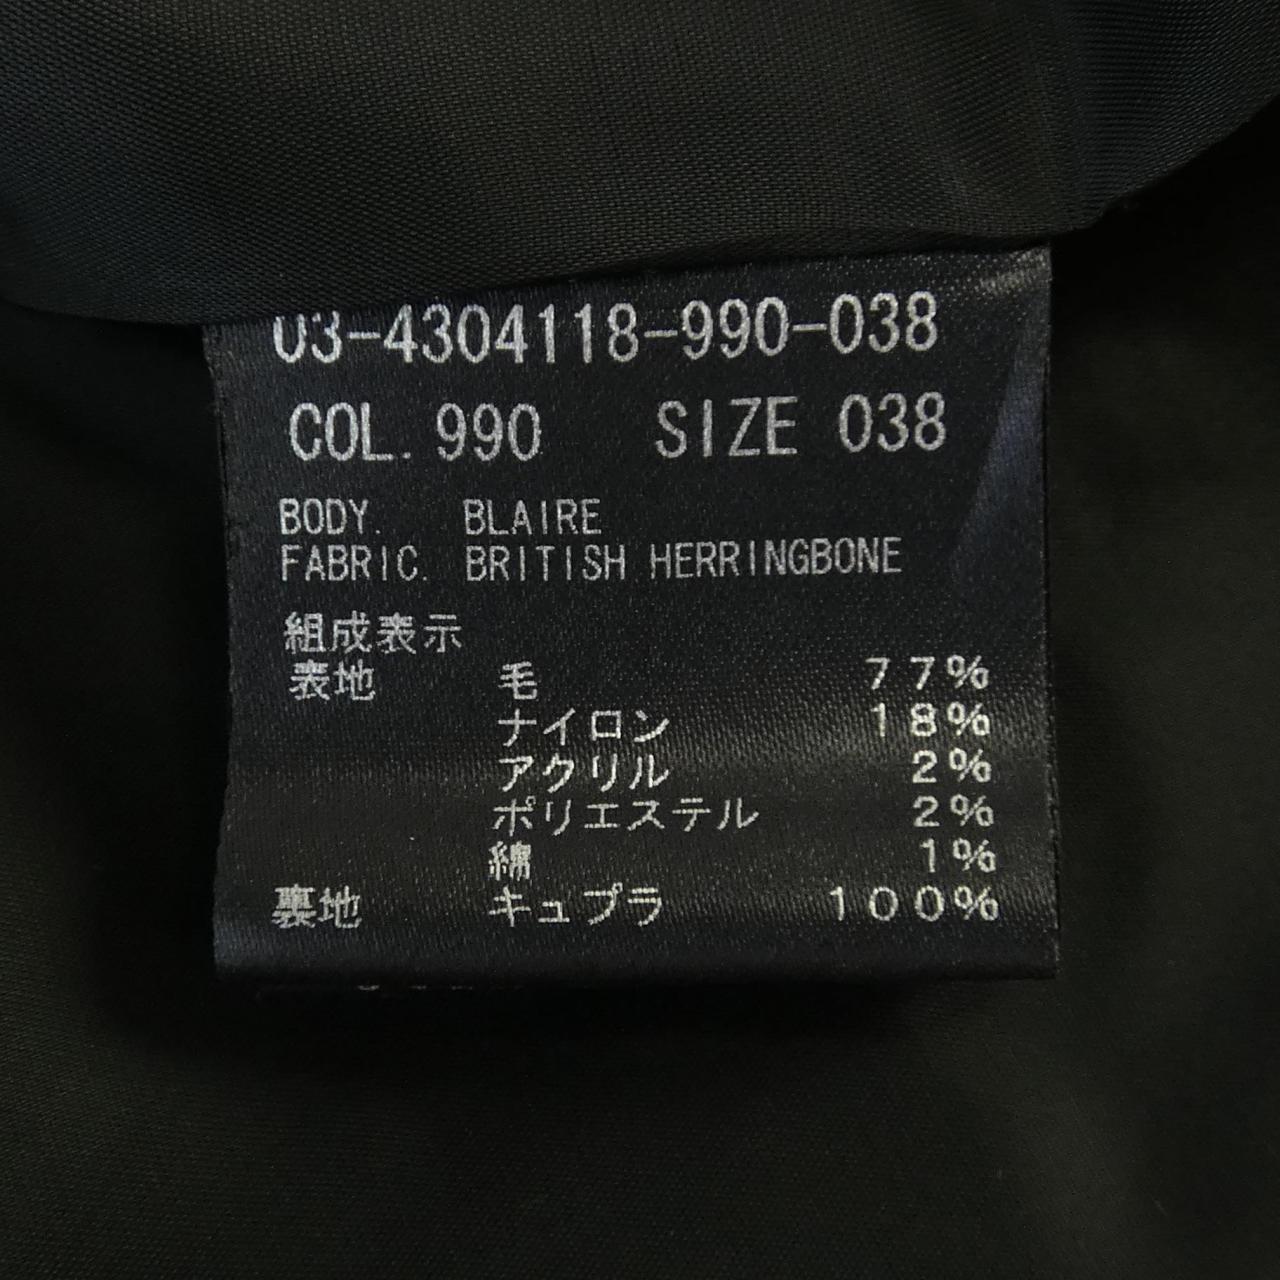 03-4304118-990-038
COL. 990 SIZE 038
BODY. BLAIRE
FABRIC. BRITISH HERRINGBONE
組成表示
表地 毛 77%
ナイロン 18%
アクリル 2%
ポリエステル 2%
綿 1%
裏地 キュプラ 100%